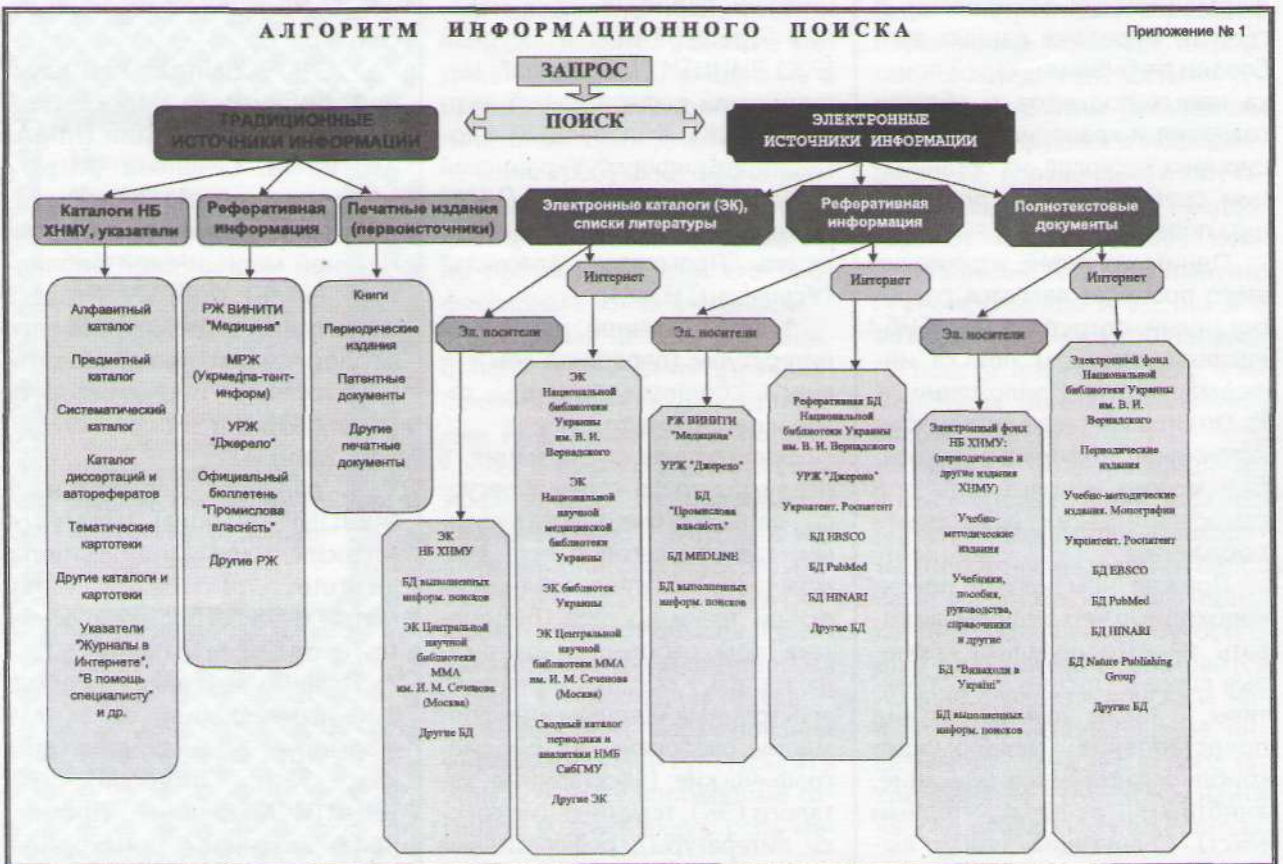 АЛГОРИТМ ИНФОРМАЦИОННОГО ПОИСКА
Приложение № 1
ЗАПРОС
ПОИСК
ТРАДИЦИОННЫЕ
ИСТОЧНИКИ ИНФОРМАЦИИ
ЭЛЕКТРОННЫЕ
ИСТОЧНИКИ ИНФОРМАЦИИ
Каталоги НБ
ХНМУ, указатели
Реферативная
информация
Печатные издания
(первоисточники)
Электронные каталоги (ЭК),
списки литературы
Реферативная
информация
Полнотекстовые
документы
Алфавитный
каталог
Предметный
каталог
Систематический
каталог
Каталог
диссертаций и
авторефератов
Тематические
картотеки
Другие каталоги и
картотеки
Указатели
"Журналы в
Интернете",
"В помощь
специалисту"
и др.
РЖ ВИНИТИ
"Медицина"
МРЖ
(Укрмедпа-тент-
информ)
УРЖ
"Джерело"
Официальный
бюллетень
"Промислова
власність"
Другие РЖ
Книги
Периодические
издания
Патентные
документы
Другие
печатные
документы
Интернет
Эл. носители
ЭК
НБ ХНМУ
БД выполненных
информ. поисков
ЭК Центральной
научной
библиотеки
ММА
им. И. М. Сеченова
(Москва)
Другие БД
ЭК
Национальной
библиотеки
Украины
им. В. И.
Вернадского
ЭК
Национальной
научной
медицинской
библиотеки
Украины
ЭК библиотек
Украины
ЭК Центральной
научной
библиотеки ММА
им. И. М. Сеченова
(Москва)
Сводный каталог
периодики и
аналитики НМБ
СибГМУ
Другие ЭК
Интернет
Эл. носители
РЖ ВИНИТИ
"Медицина"
УРЖ "Джерело"
БД
"Промислова
власність"
БД MEDLINE
БД выполненных
информ. поисков
Реферативная БД
Национальной
библиотеки Украины
им. В. И. Вернадского
УРЖ "Джерело"
Укрпатент. Роспатент
БД EBSCO
БД PubMed
БД HINARI
Другие БД
Интернет
Эл. носители
Электронный фонд
НБ ХНМУ:
(периодические и
другие издания
ХНМУ)
Учебно-
методические
издания
Учебники,
пособия,
руководства,
справочники
и другие
БД "Винаходи в
Україні"
БД выполненных
информ. поисков
Электронный фонд
Национальной
библиотеки Украины
им. В. И.
Вернадского
Периодические
издания
Учебно-методические
издания. Монографии
Укрпатент. Роспатент
БД EBSCO
БД PubMed
БД HINARI
БД Nature Publishing
Group
Другие БД